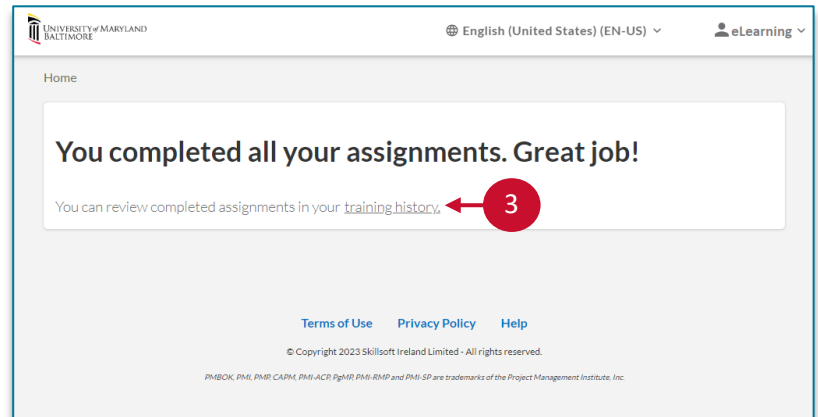 UNIVERSITY of MARYLAND
BALTIMORE
English (United States) (EN-US)
eLearning
Home
You completed all your assignments. Great job!
You can review completed assignments in your training history.
3
Terms of Use Privacy Policy Help
© Copyright 2023 Skillsoft Ireland Limited - All rights reserved.
PMBOK, PMI, PMP, CAPM, PMI-ACP, PgMP, PMI-RMP and PMI-SP are trademarks of the Project Management Institute, Inc.